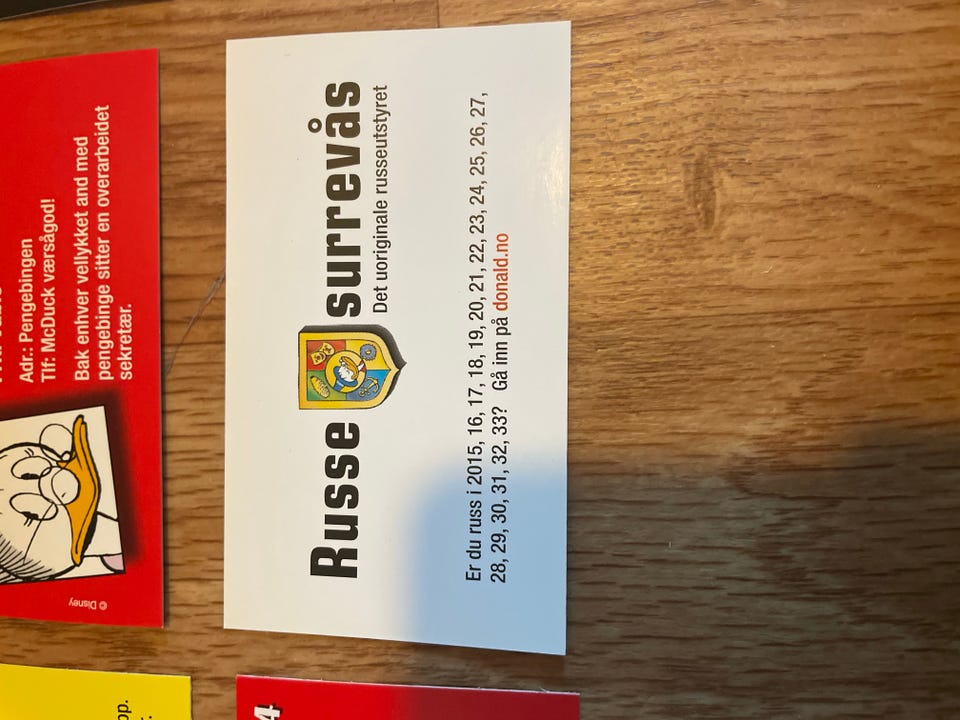 Adr.: Pengebingen
Tlf: McDuck værsågod!
Bak enhver vellykket and med
pengebinge sitter en overarbeidet
sekretær.
© Disney
Russe surrevås
Det uoriginale russeutstyret
Er du russ i 2015, 16, 17, 18, 19, 20, 21, 22, 23, 24, 25, 26, 27,
28, 29, 30, 31, 32, 33? Gå inn på donald.no
pp.
4